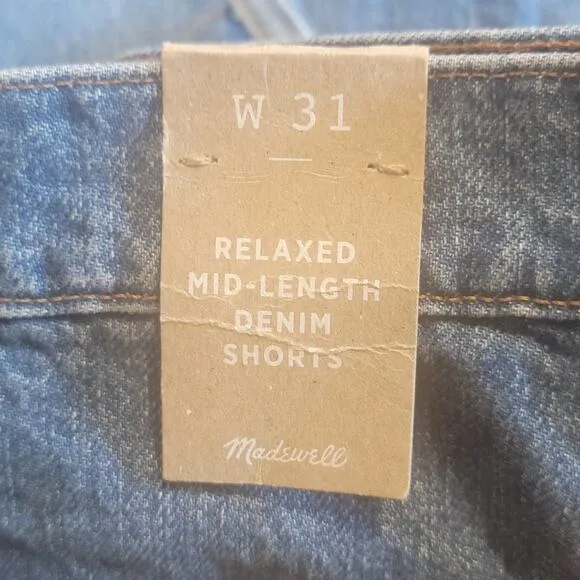 W 31
RELAXED
MID-LENGTH
DENIM
SHORTS
Madewell